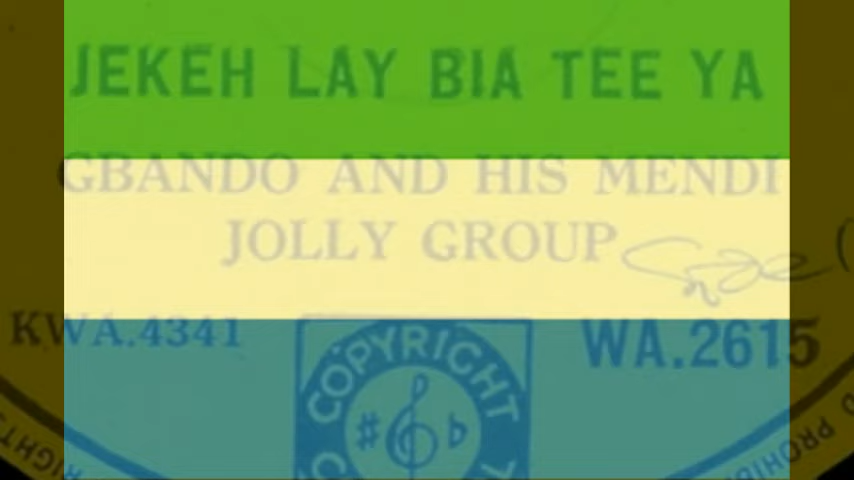 JEKEH LAY BIA TEE YA
GBANDO AND HIS MENDI
JOLLY GROUP
KWA.4341
WA.2615
COPYRIGHT